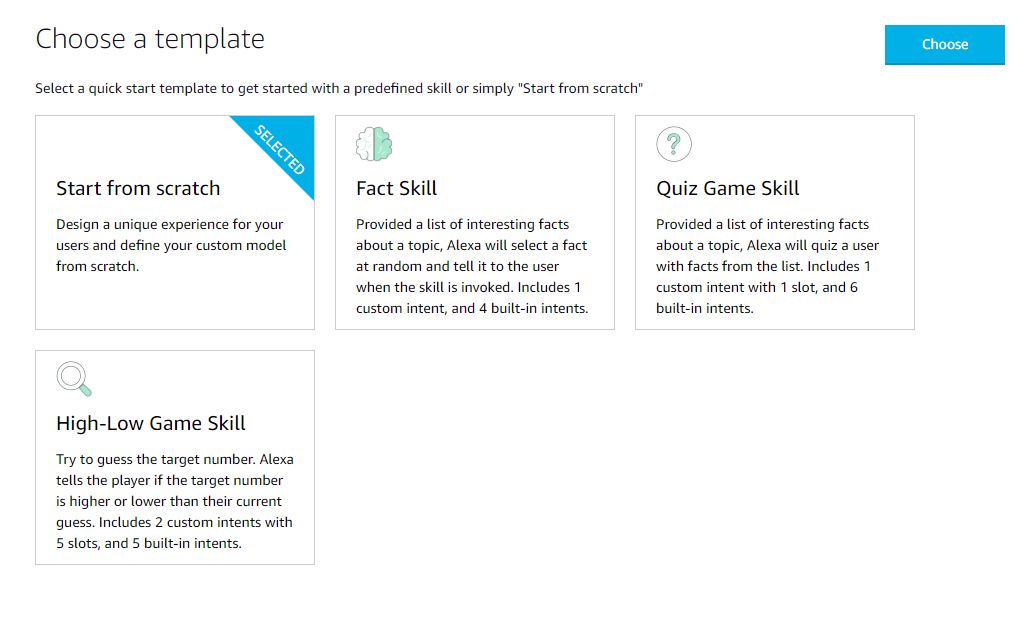 Choose a template
Choose
Select a quick start template to get started with a predefined skill or simply "Start from scratch"
SELECTED
Start from scratch
Design a unique experience for your
users and define your custom model
from scratch.
Fact Skill
Provided a list of interesting facts
about a topic, Alexa will select a fact
at random and tell it to the user
when the skill is invoked. Includes 1
custom intent, and 4 built-in intents.
?
Quiz Game Skill
Provided a list of interesting facts
about a topic, Alexa will quiz a user
with facts from the list. Includes 1
custom intent with 1 slot, and 6
built-in intents.
High-Low Game Skill
Try to guess the target number. Alexa
tells the player if the target number
is higher or lower than their current
guess. Includes 2 custom intents with
5 slots, and 5 built-in intents.